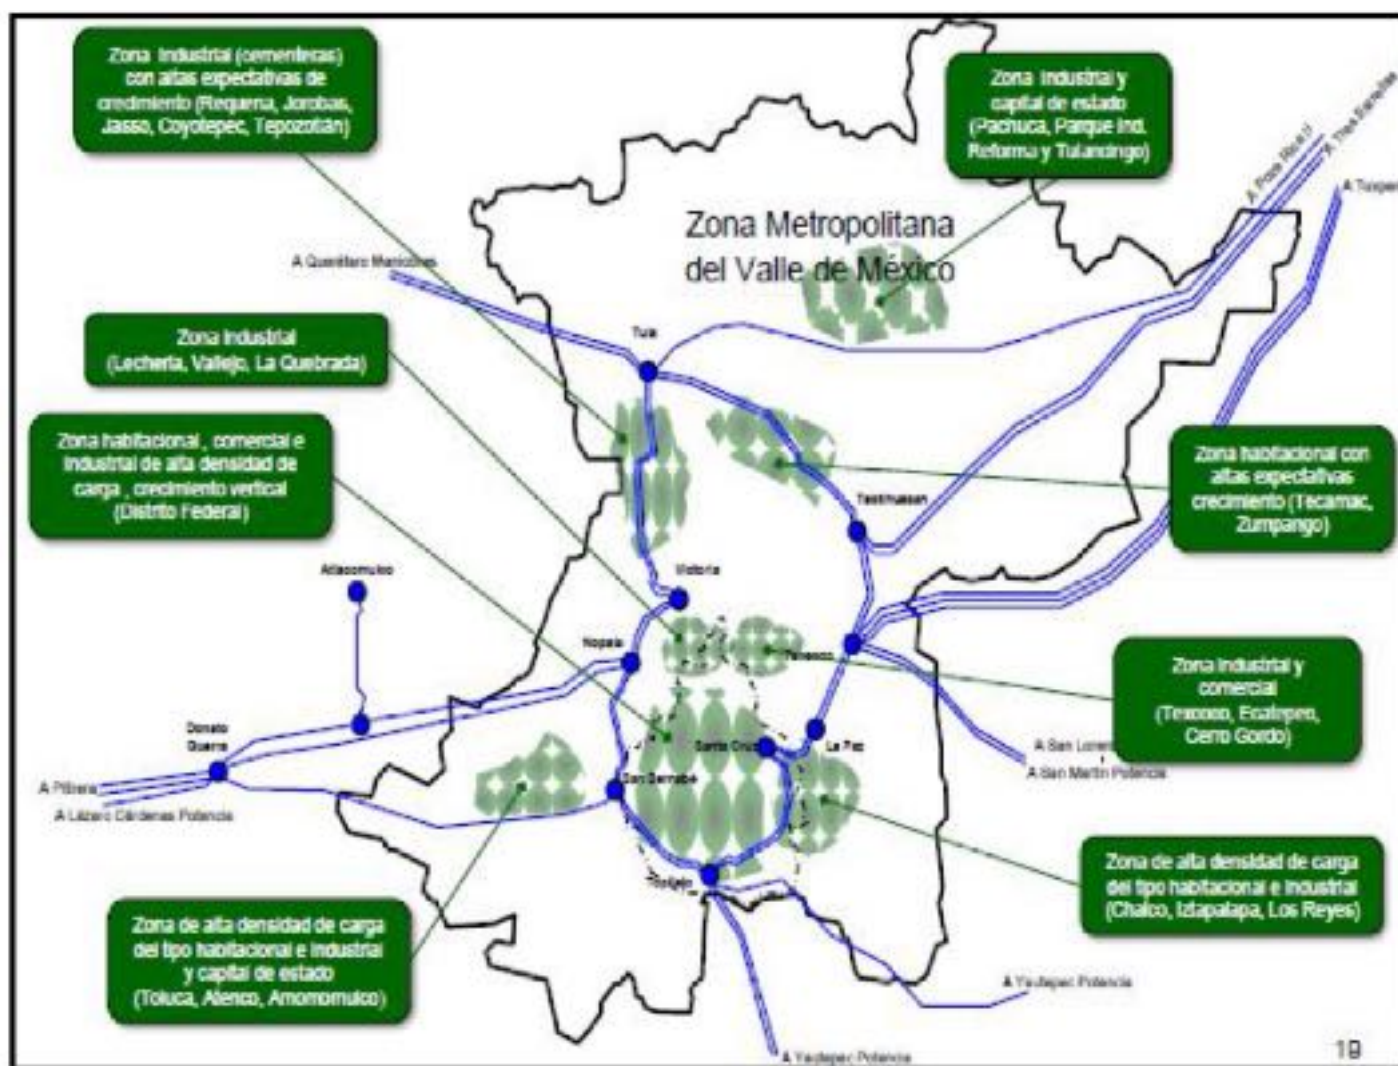 Zona Industrial (cementeras)
con altas expectativas de
crecimiento (Requena, Jorobas,
Jasso, Coyotepec, Tepozotlán)
Zona Industrial y
capital de estado
(Pachuca, Parque Ind.
Reforma y Tulancingo)
A Poza Rica II
A Tres Estrellas
A Tuxpan
Zona Metropolitana
del Valle de México
A Querétaro Maniobras
Tula
Zona Industrial
(Lechería, Vallejo, La Quebrada)
Zona habitacional , comercial e
Industrial de alta densidad de
carga , crecimiento vertical
(Distrito Federal)
Zona habitacional con
altas expectativas
crecimiento (Tecamac,
Zumpango)
Teotihuacan
Atlacomulco
Victoria
Nopala
Texcoco
Zona Industrial y
comercial
(Texcoco, Ecatepec,
Cerro Gordo)
Donato
Guerra
Santa Cruz
La Paz
A San Loren
A San Martín Potencia
A Pitirera
A Lázaro Cárdenas Potencia
San Bernabé
Zona de alta densidad de carga
del tipo habitacional e Industrial
(Chalco, Iztapalapa, Los Reyes)
Topilejo
Zona de alta densidad de carga
del tipo habitacional e Industrial
y capital de estado
(Toluca, Atenco, Amomomulco)
A Yautepec Potencia
A Yautepec Potencia
19